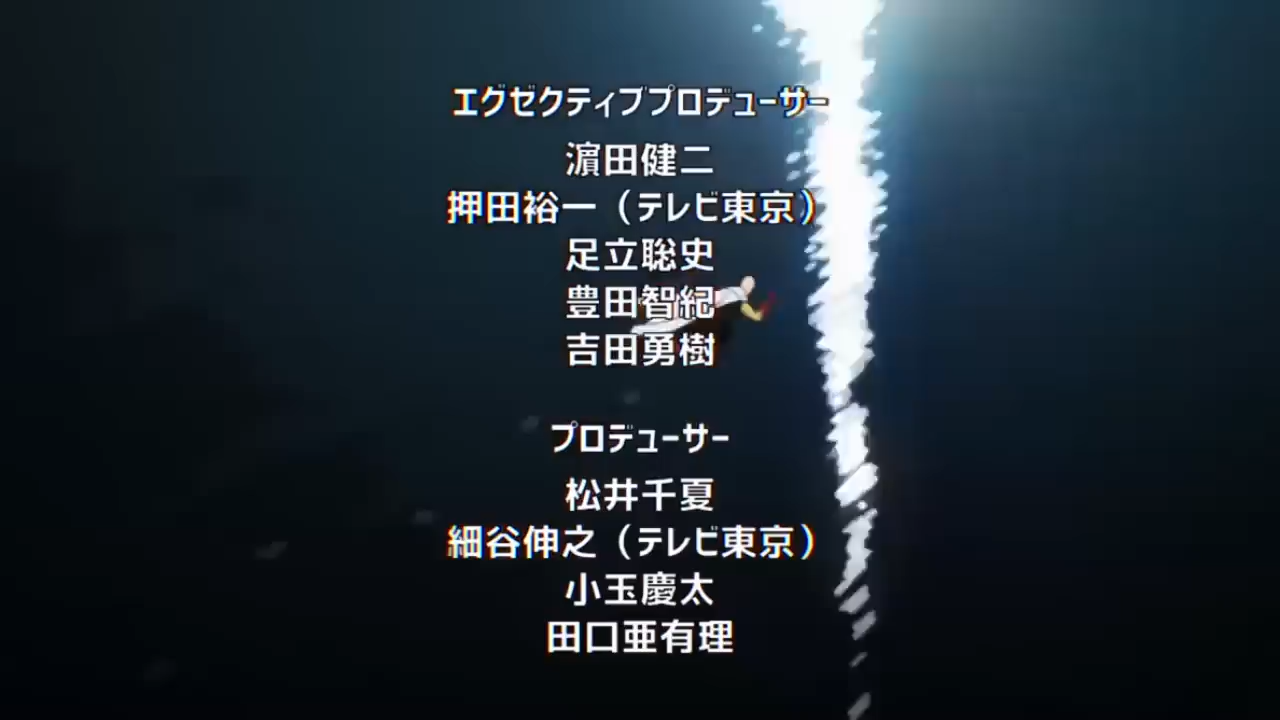 エグゼクティブプロデューサー
濵田健二
押田裕一（テレビ東京）
足立聡史
豊田智紀
吉田勇樹
プロデューサー
松井千夏
細谷伸之（テレビ東京）
小玉慶太
田口亜有理